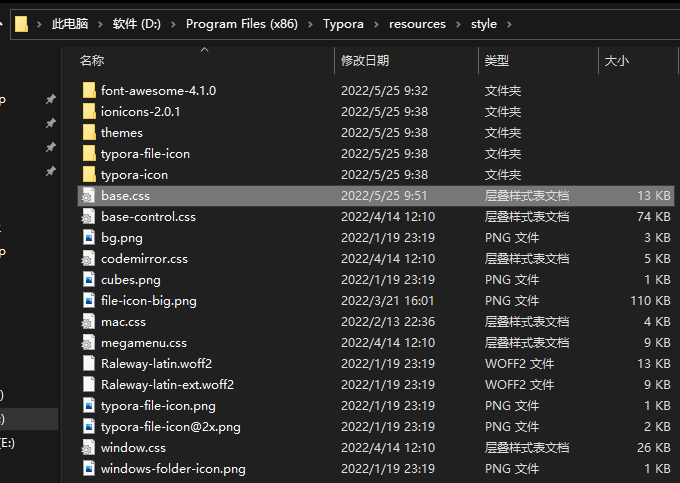 此电脑 > 软件 (D:) > Program Files (x86) > Typora > resources > style >
名称 修改日期 类型 大小
font-awesome-4.1.0 2022/5/25 9:32 文件夹
ionicons-2.0.1 2022/5/25 9:38 文件夹
themes 2022/5/25 9:38 文件夹
typora-file-icon 2022/5/25 9:38 文件夹
typora-icon 2022/5/25 9:38 文件夹
base.css 2022/5/25 9:51 层叠样式表文档 13 KB
base-control.css 2022/4/14 12:10 层叠样式表文档 74 KB
bg.png 2022/1/19 23:19 PNG 文件 3 KB
codemirror.css 2022/4/14 12:10 层叠样式表文档 5 KB
cubes.png 2022/1/19 23:19 PNG 文件 1 KB
file-icon-big.png 2022/3/21 16:01 PNG 文件 110 KB
mac.css 2022/2/13 22:36 层叠样式表文档 4 KB
megamenu.css 2022/4/14 12:10 层叠样式表文档 9 KB
Raleway-latin.woff2 2022/1/19 23:19 WOFF2 文件 13 KB
Raleway-latin-ext.woff2 2022/1/19 23:19 WOFF2 文件 9 KB
typora-file-icon.png 2022/1/19 23:19 PNG 文件 1 KB
typora-file-icon@2x.png 2022/1/19 23:19 PNG 文件 2 KB
(E:) window.css 2022/4/14 12:10 层叠样式表文档 26 KB
windows-folder-icon.png 2022/1/19 23:19 PNG 文件 1 KB